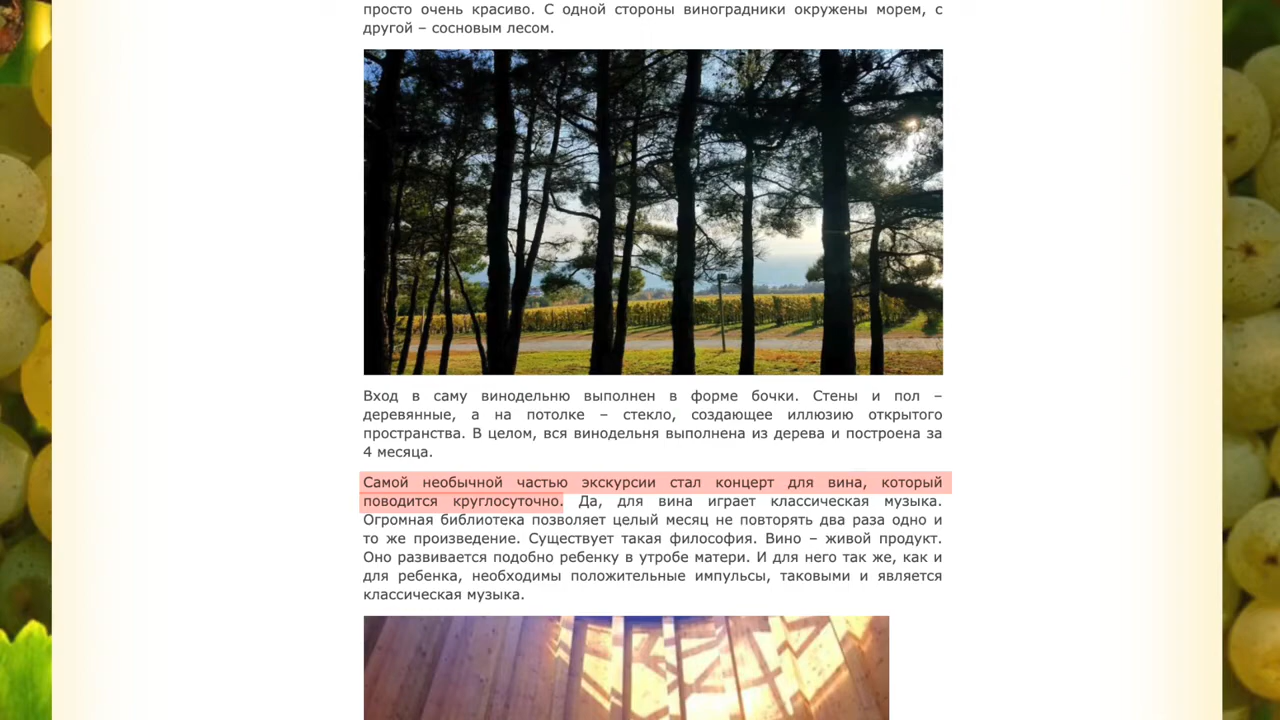 просто очень красиво. С одной стороны виноградники окружены морем, с
другой – сосновым лесом.
Вход в саму винодельню выполнен в форме бочки. Стены и пол –
деревянные, а на потолке – стекло, создающее иллюзию открытого
пространства. В целом, вся винодельня выполнена из дерева и построена за
4 месяца.
Самой необычной частью экскурсии стал концерт для вина, который
поводится круглосуточно. Да, для вина играет классическая музыка.
Огромная библиотека позволяет целый месяц не повторять два раза одно и
то же произведение. Существует такая философия. Вино – живой продукт.
Оно развивается подобно ребенку в утробе матери. И для него так же, как и
для ребенка, необходимы положительные импульсы, таковыми и является
классическая музыка.